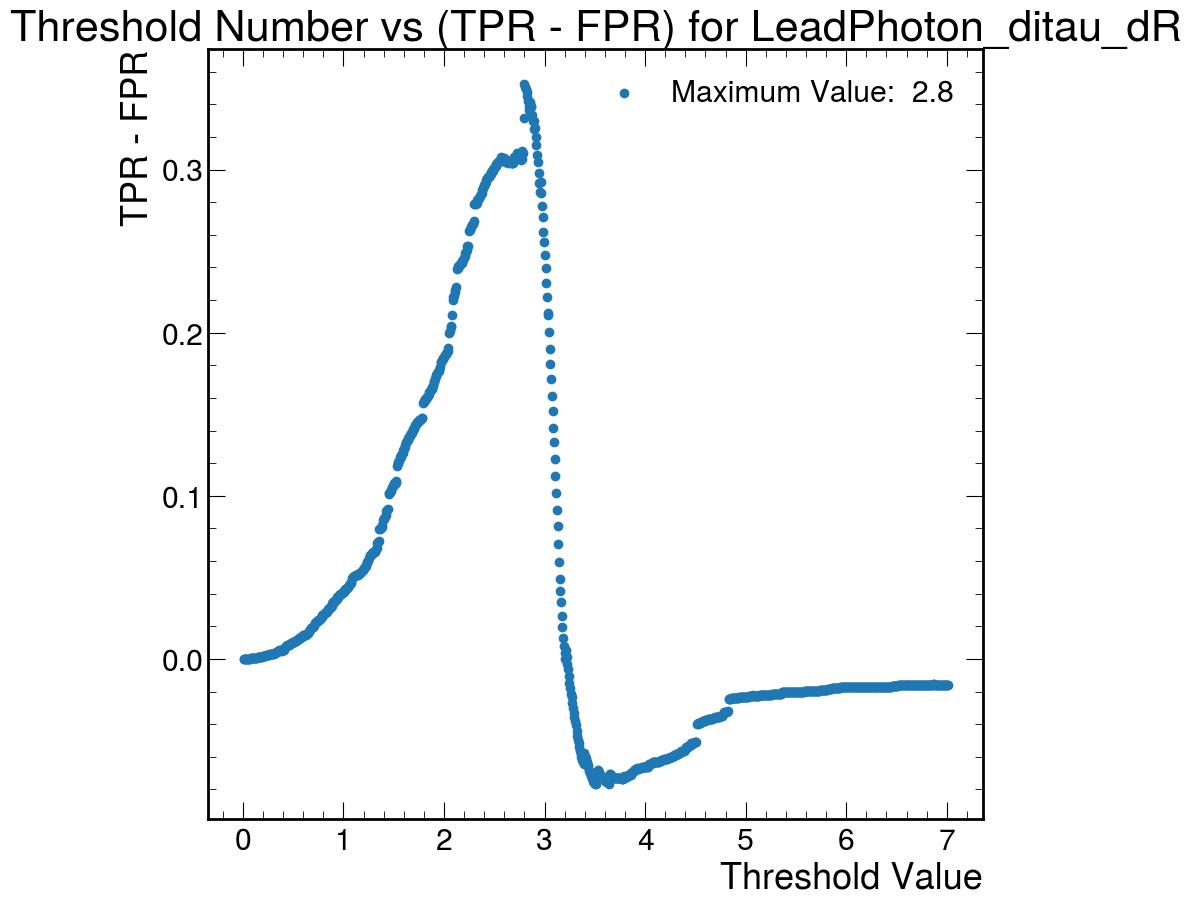 Threshold Number vs (TPR - FPR) for LeadPhoton_ditau_dR
TPR - FPR
Maximum Value: 2.8
0.3
0.2
0.1
0.0
0 1 2 3 4 5 6 7
Threshold Value